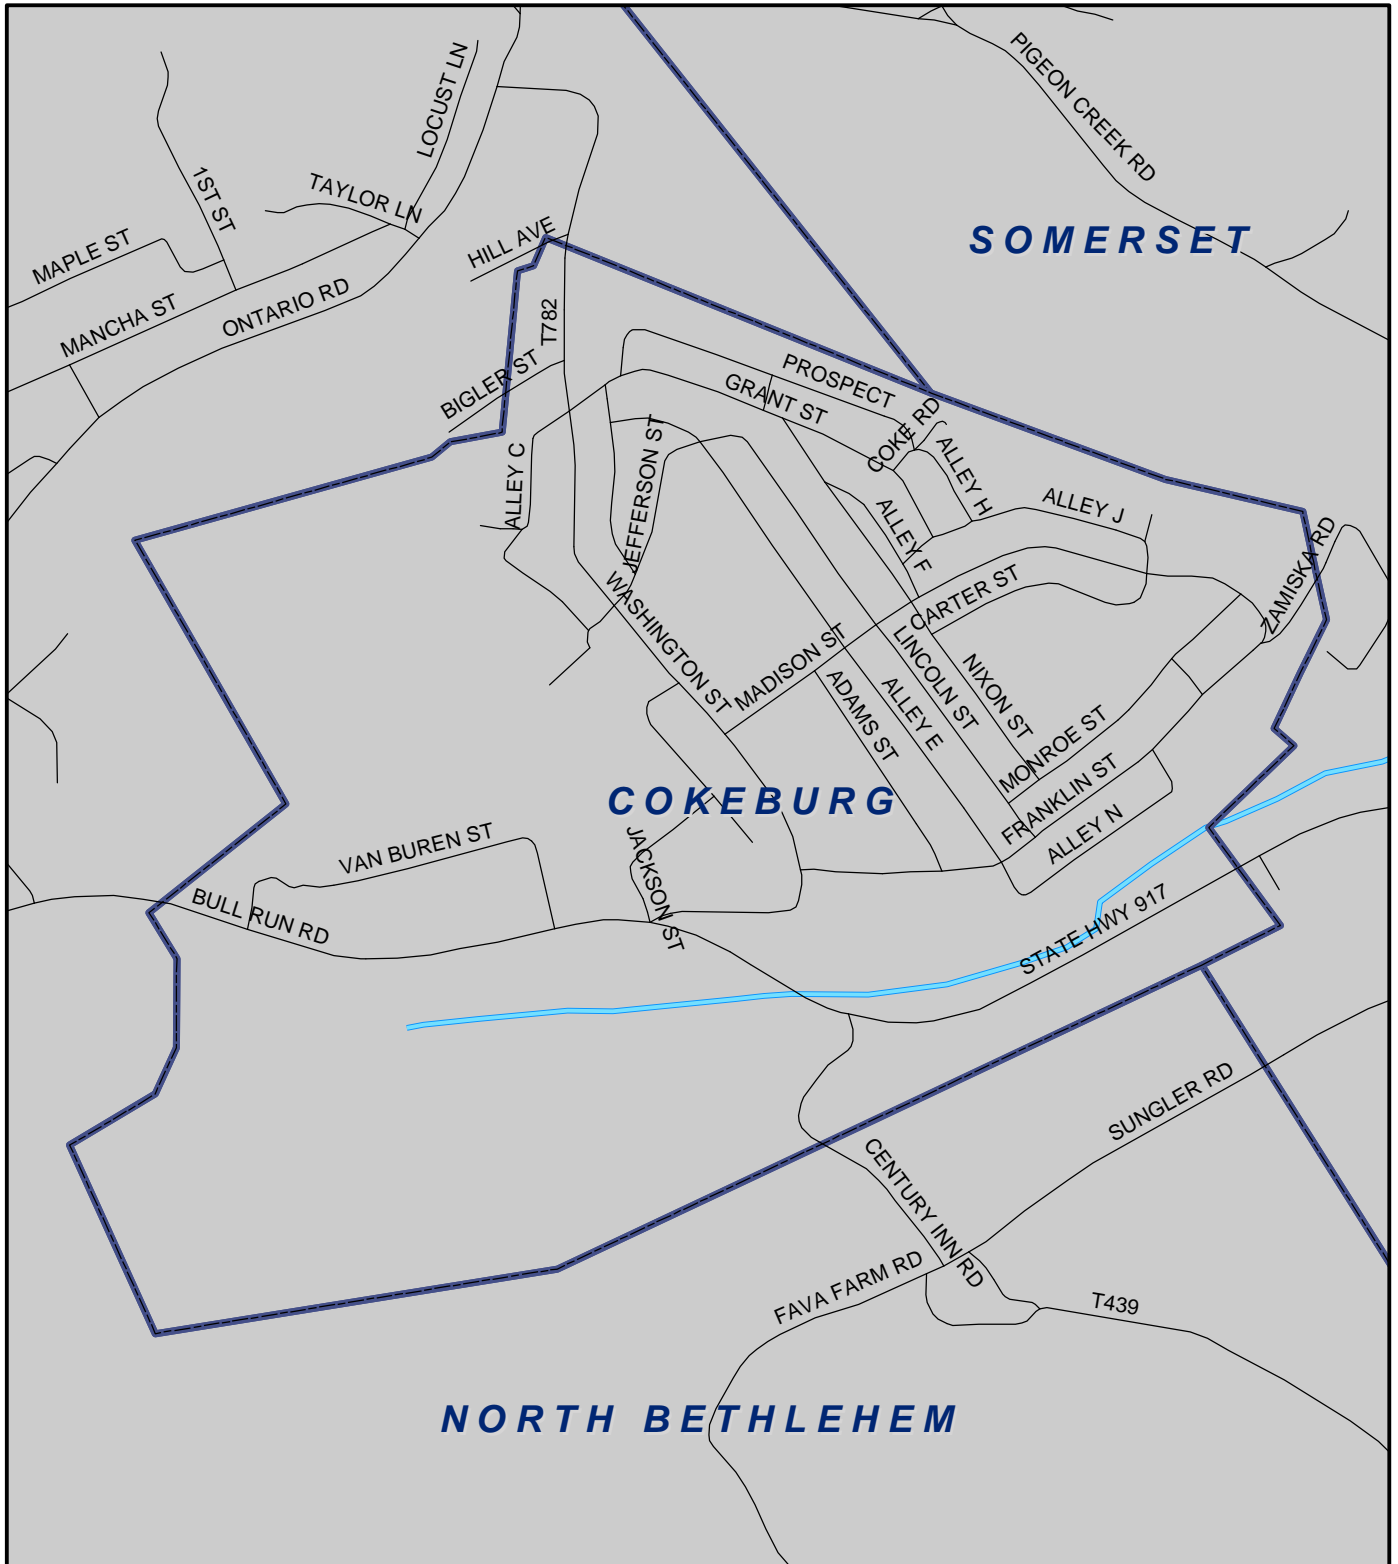 PIGEON CREEK RD
LOCUST LN
1ST ST
TAYLOR LN
HILL AVE
MAPLE ST
SOMERSET
MANCHA ST
ONTARIO RD
T782
BIGLER ST
PROSPECT
GRANT ST
COKE RD
ALLEY H
ALLEY C
JEFFERSON ST
ALLEY F
ALLEY J
ZAMISKA RD
WASHINGTON ST
CARTER ST
MADISON ST
LINCOLN ST
NIXON ST
ADAMS ST
ALLEY E
MONROE ST
FRANKLIN ST
COKEBURG
ALLEY N
VAN BUREN ST
JACKSON ST
BULL RUN RD
STATE HWY 917
SUNGLER RD
CENTURY INN RD
FAVA FARM RD
T439
NORTH BETHLEHEM